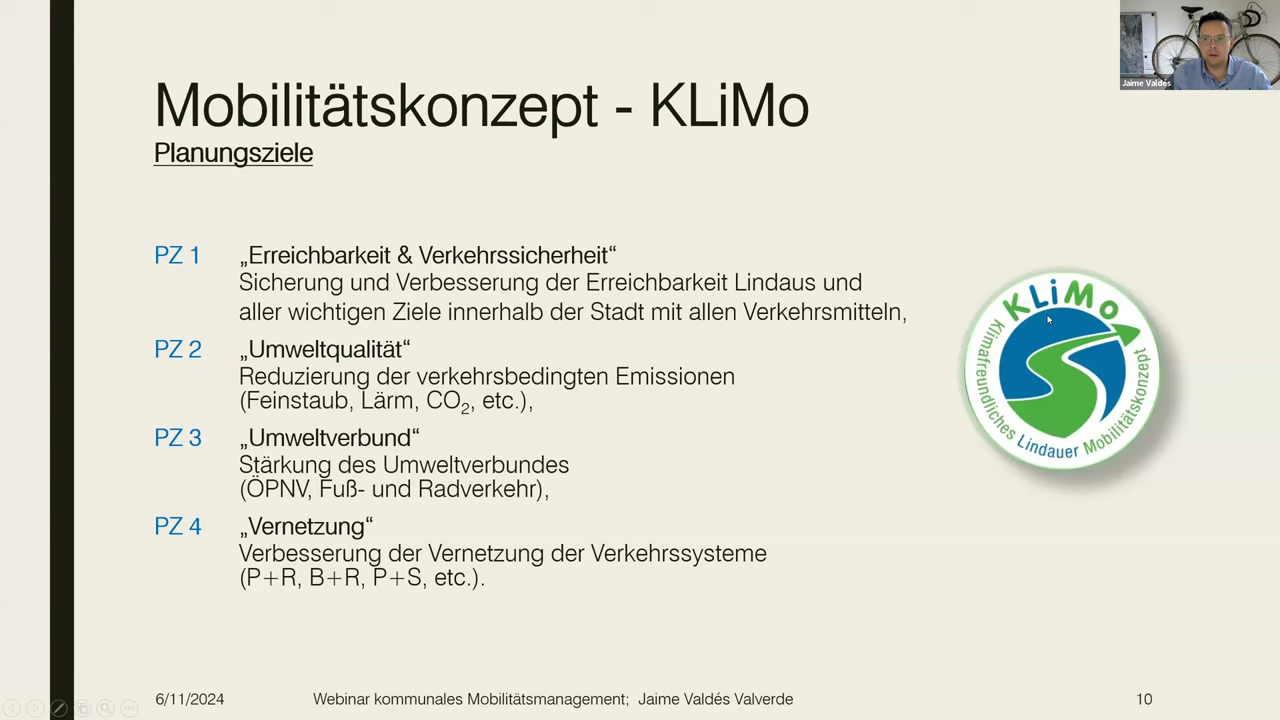 Jaime Valdés
Mobilitätskonzept - KLiMo
Planungsziele
PZ 1 „Erreichbarkeit & Verkehrssicherheit“
Sicherung und Verbesserung der Erreichbarkeit Lindaus und
aller wichtigen Ziele innerhalb der Stadt mit allen Verkehrsmitteln,
PZ 2 „Umweltqualität“
Reduzierung der verkehrsbedingten Emissionen
(Feinstaub, Lärm, CO₂, etc.),
PZ 3 „Umweltverbund“
Stärkung des Umweltverbundes
(ÖPNV, Fuß- und Radverkehr),
PZ 4 „Vernetzung“
Verbesserung der Vernetzung der Verkehrssysteme
(P+R, B+R, P+S, etc.).
KLiMo
Klimafreundliches Lindauer Mobilitätskonzept
6/11/2024 Webinar kommunales Mobilitätsmanagement; Jaime Valdés Valverde 10